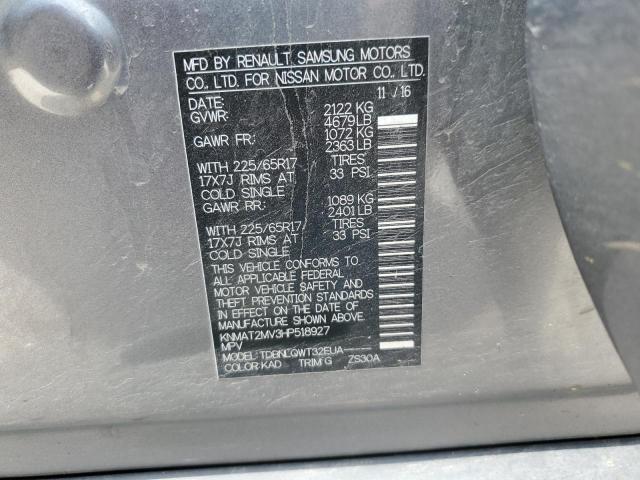 MFD BY RENAULT SAMSUNG MOTORS
CO., LTD. FOR NISSAN MOTOR CO., LTD.
DATE: 11 / 16
GVWR: 2122 KG
4679 LB
GAWR FR: 1072 KG
2363 LB
WITH 225/65R17 TIRES
17X7J RIMS AT 33 PSI
COLD SINGLE
GAWR RR: 1089 KG
2401 LB
WITH 225/65R17 TIRES
17X7J RIMS AT 33 PSI
COLD SINGLE
THIS VEHICLE CONFORMS TO
ALL APPLICABLE FEDERAL
MOTOR VEHICLE SAFETY AND
THEFT PREVENTION STANDARDS
IN EFFECT ON THE DATE OF
MANUFACTURE SHOWN ABOVE.
KNMAT2MV3HP518927
MPV
MODEL: TDBNLQWT32EUA-----
COLOR: KAD TRIM: G ZS30A